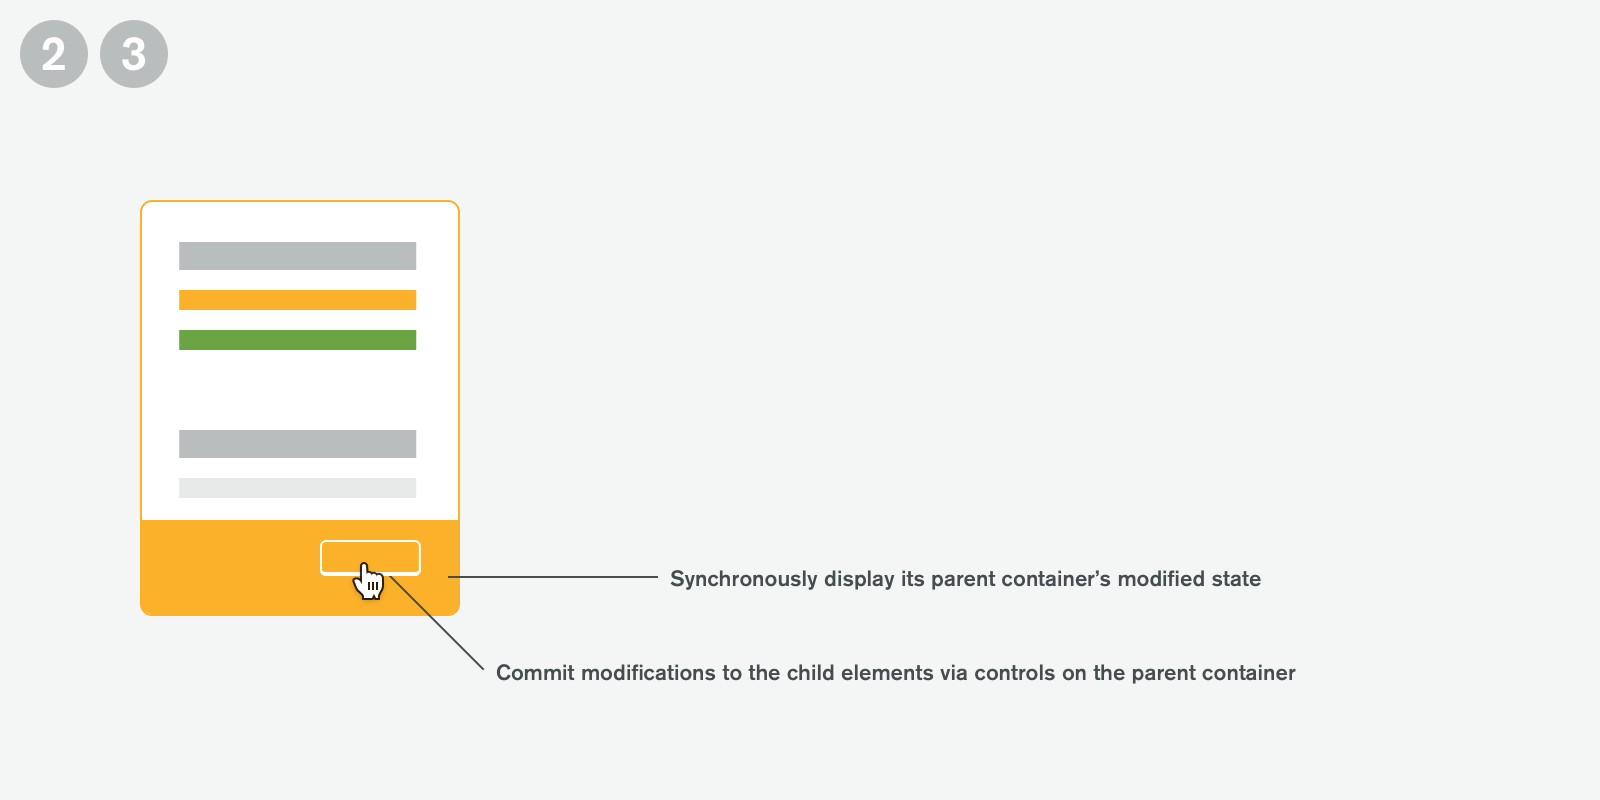 2 3
Synchronously display its parent container’s modified state
Commit modifications to the child elements via controls on the parent container